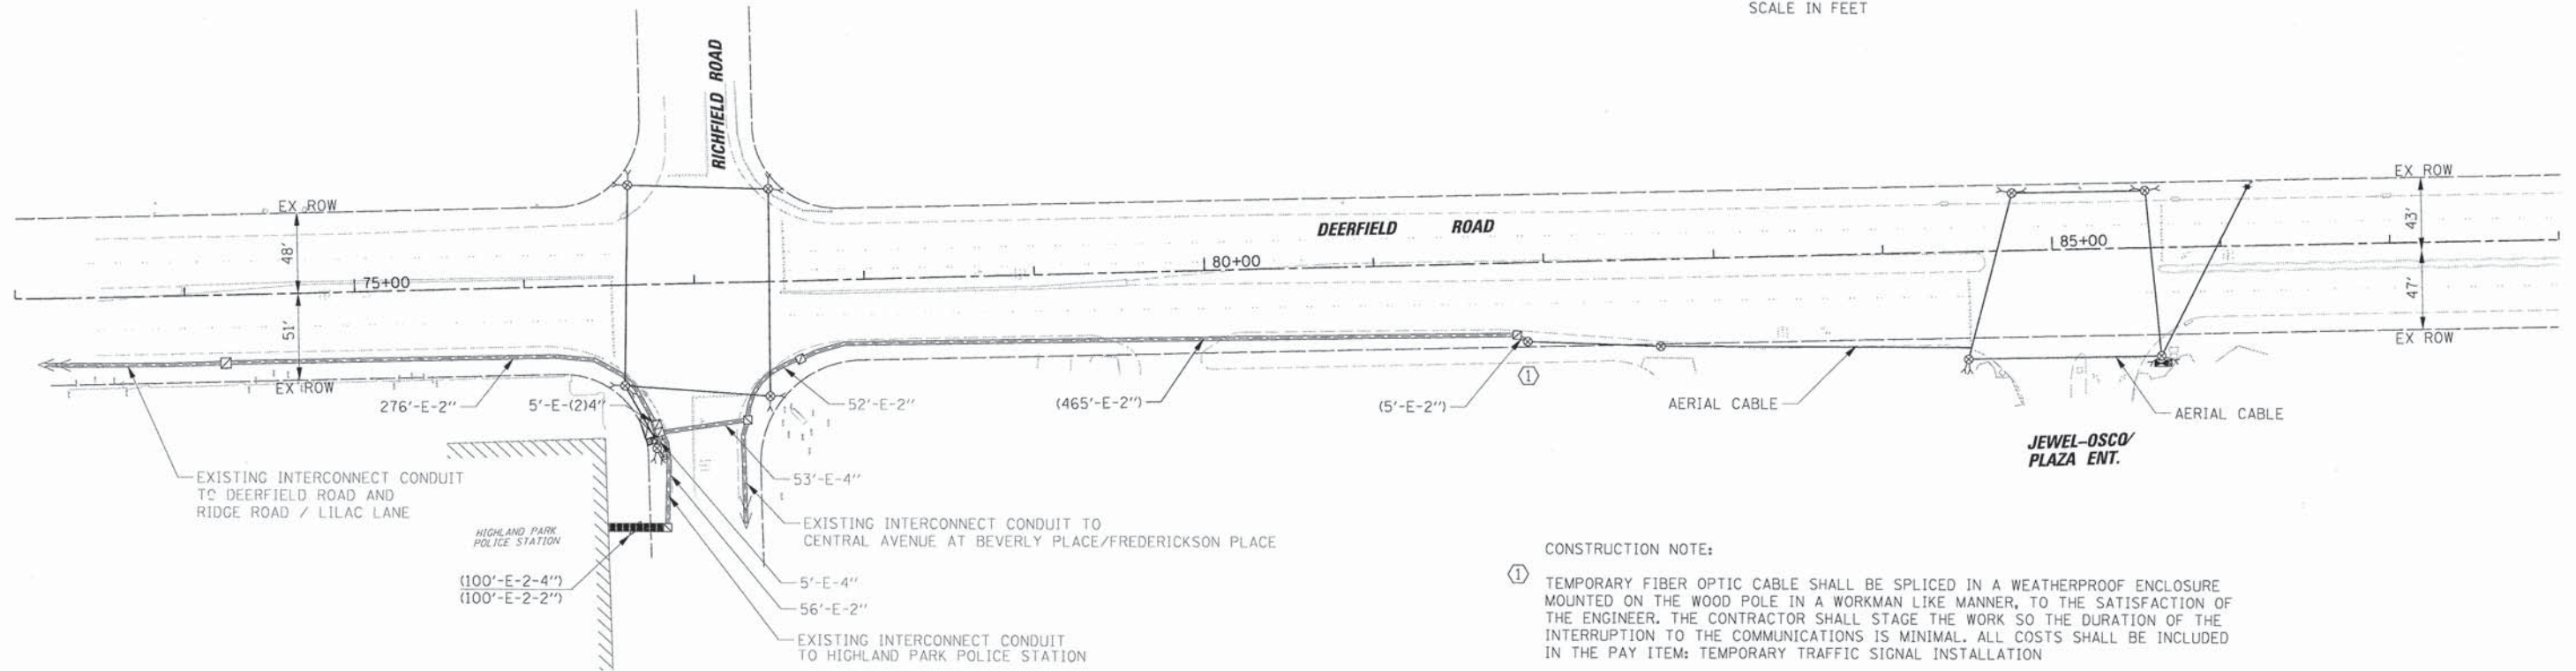 SCALE IN FEET
RICHFIELD ROAD
EX ROW
EX ROW
48'
43'
DEERFIELD ROAD
75+00
80+00
85+00
51'
47'
EX ROW
EX ROW
276'-E-2"
5'-E-(2)4"
52'-E-2"
(465'-E-2")
(5'-E-2")
1
AERIAL CABLE
AERIAL CABLE
JEWEL-OSCO/
PLAZA ENT.
EXISTING INTERCONNECT CONDUIT
TO DEERFIELD ROAD AND
RIDGE ROAD / LILAC LANE
53'-E-4"
HIGHLAND PARK
POLICE STATION
EXISTING INTERCONNECT CONDUIT TO
CENTRAL AVENUE AT BEVERLY PLACE/FREDERICKSON PLACE
(100'-E-2-4")
(100'-E-2-2")
5'-E-4"
56'-E-2"
EXISTING INTERCONNECT CONDUIT
TO HIGHLAND PARK POLICE STATION
CONSTRUCTION NOTE:
1 TEMPORARY FIBER OPTIC CABLE SHALL BE SPLICED IN A WEATHERPROOF ENCLOSURE
MOUNTED ON THE WOOD POLE IN A WORKMAN LIKE MANNER, TO THE SATISFACTION OF
THE ENGINEER. THE CONTRACTOR SHALL STAGE THE WORK SO THE DURATION OF THE
INTERRUPTION TO THE COMMUNICATIONS IS MINIMAL. ALL COSTS SHALL BE INCLUDED
IN THE PAY ITEM: TEMPORARY TRAFFIC SIGNAL INSTALLATION